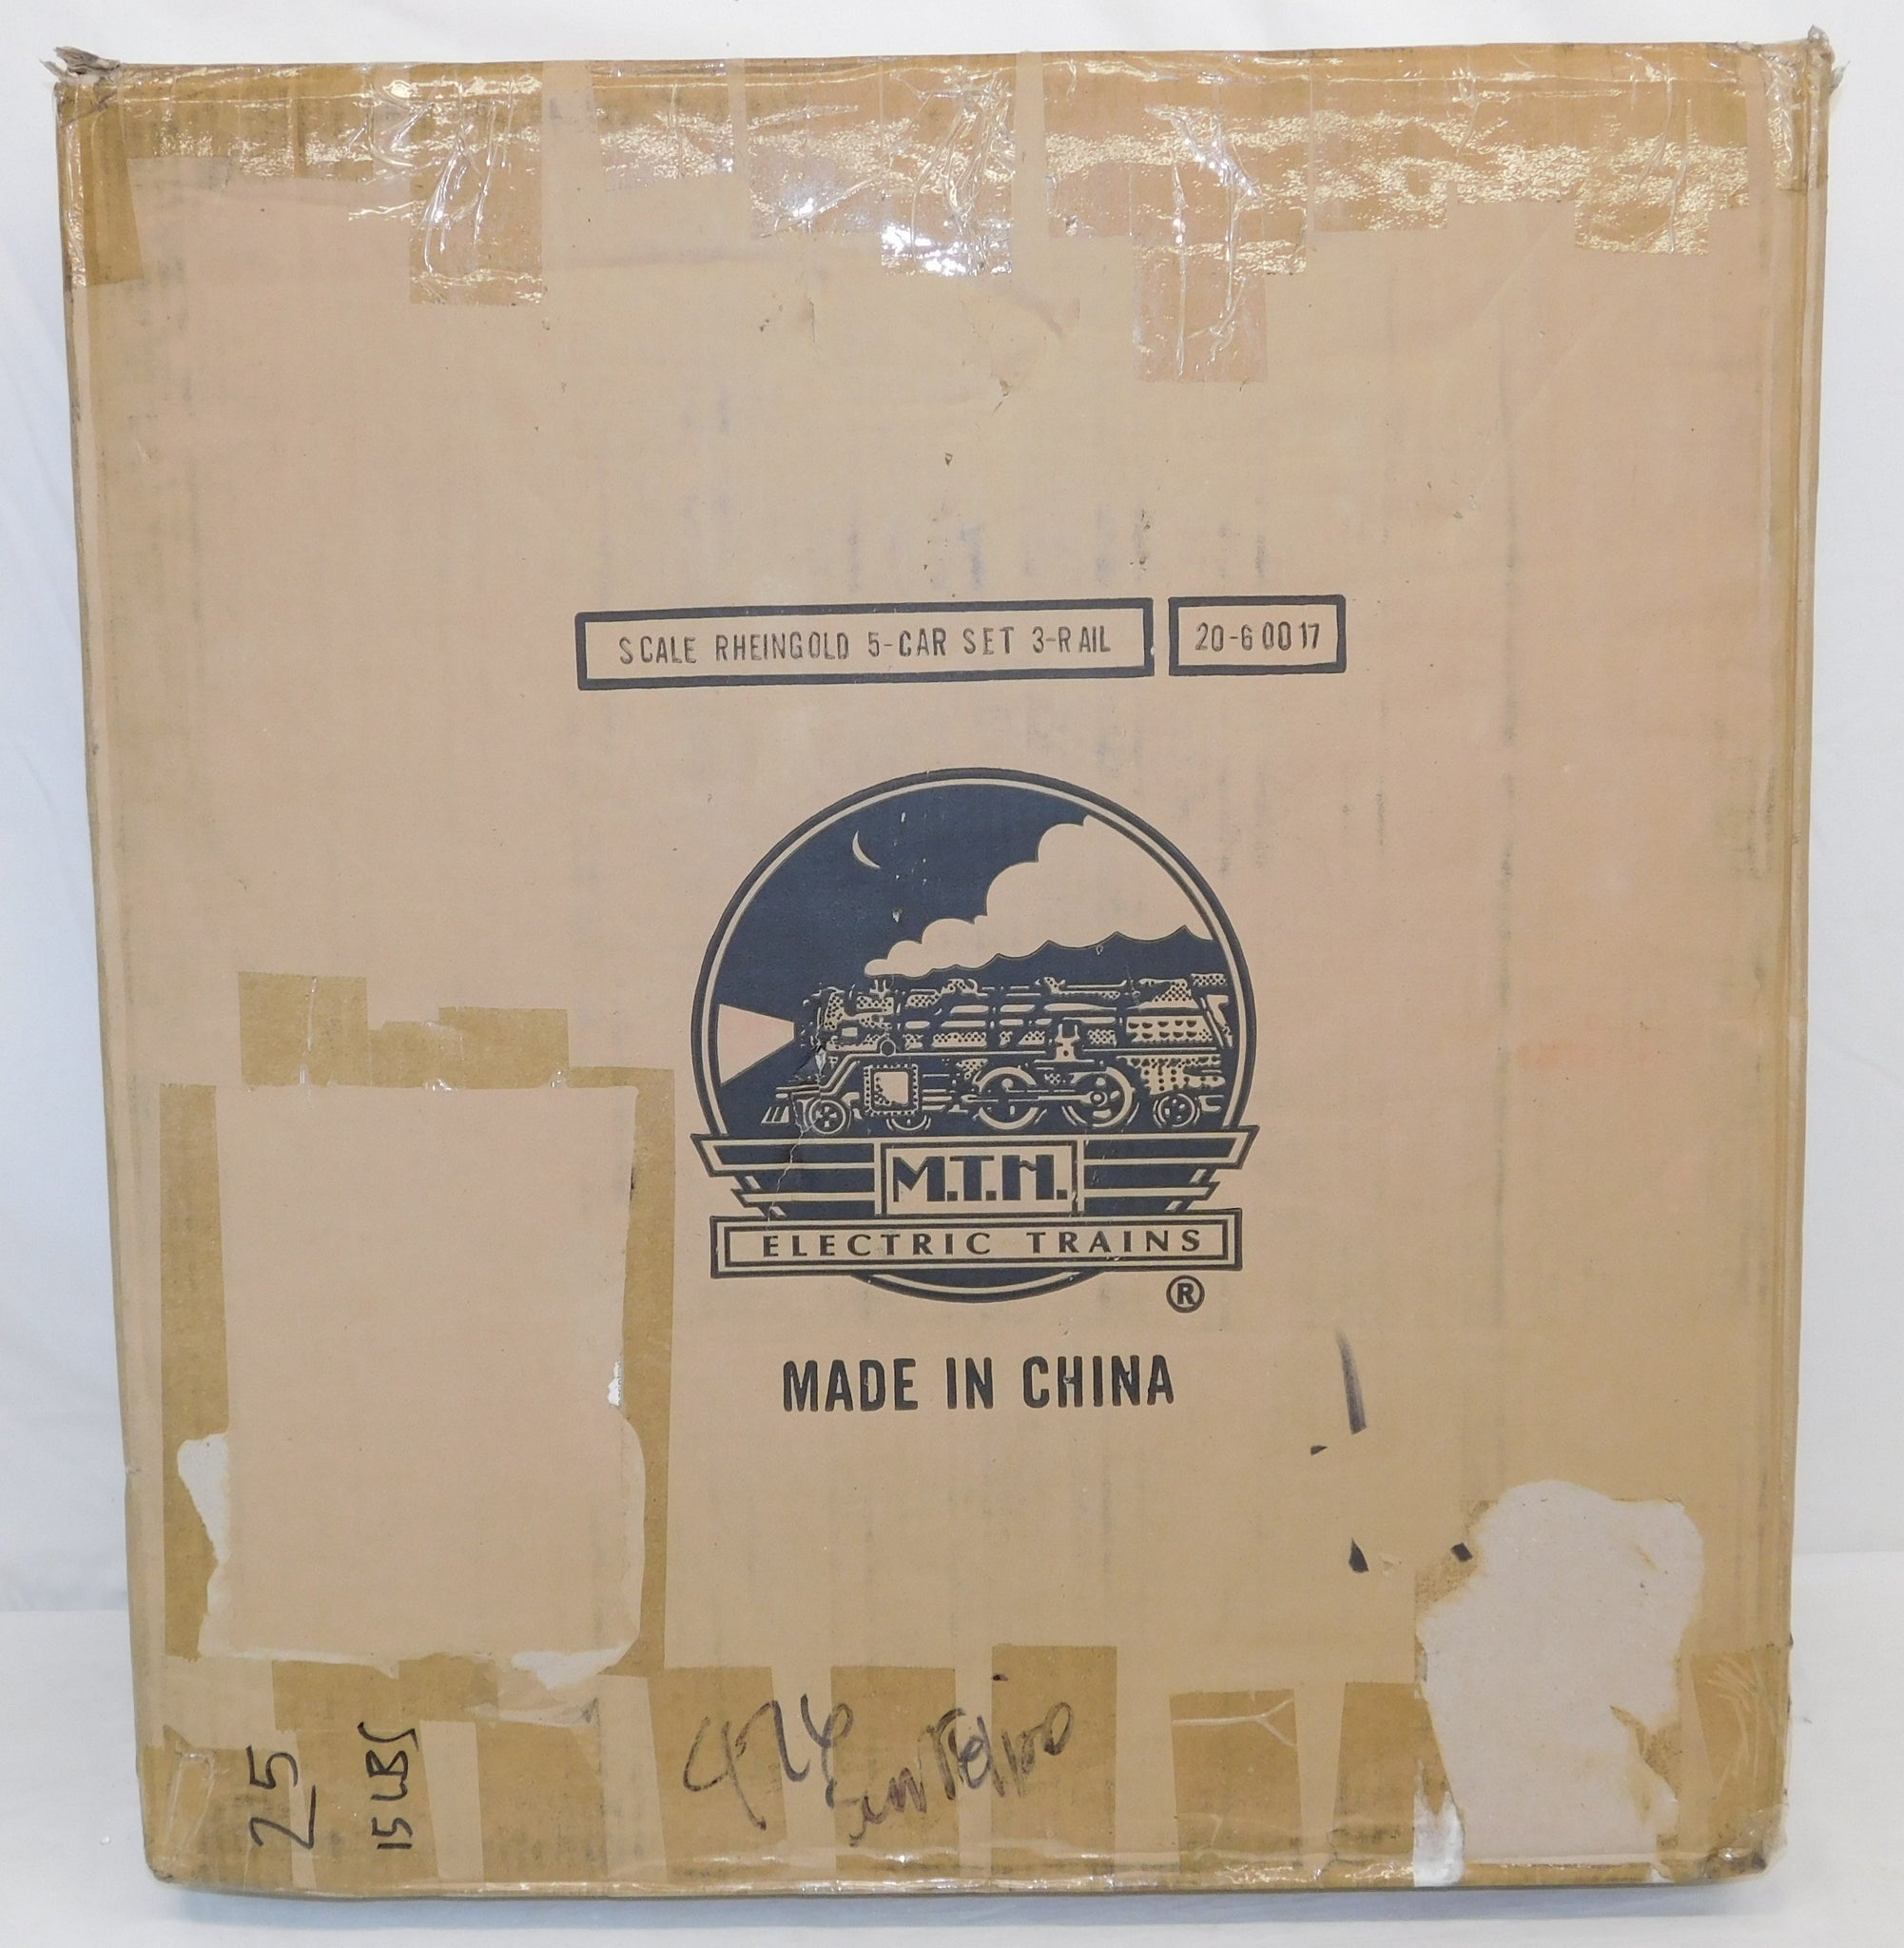 SCALE RHEINGOLD 5-CAR SET 3-RAIL 20-60017
M.T.H.
ELECTRIC TRAINS
®
MADE IN CHINA
25
15 LBS